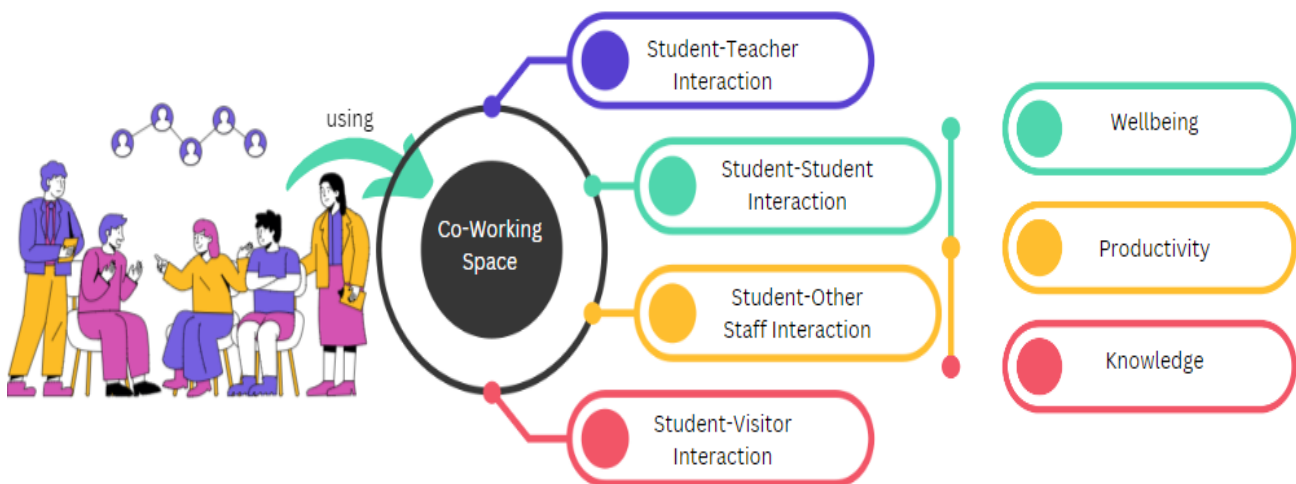 using
Co-Working
Space
Student-Teacher
Interaction
Student-Student
Interaction
Student-Other
Staff Interaction
Student-Visitor
Interaction
Wellbeing
Productivity
Knowledge